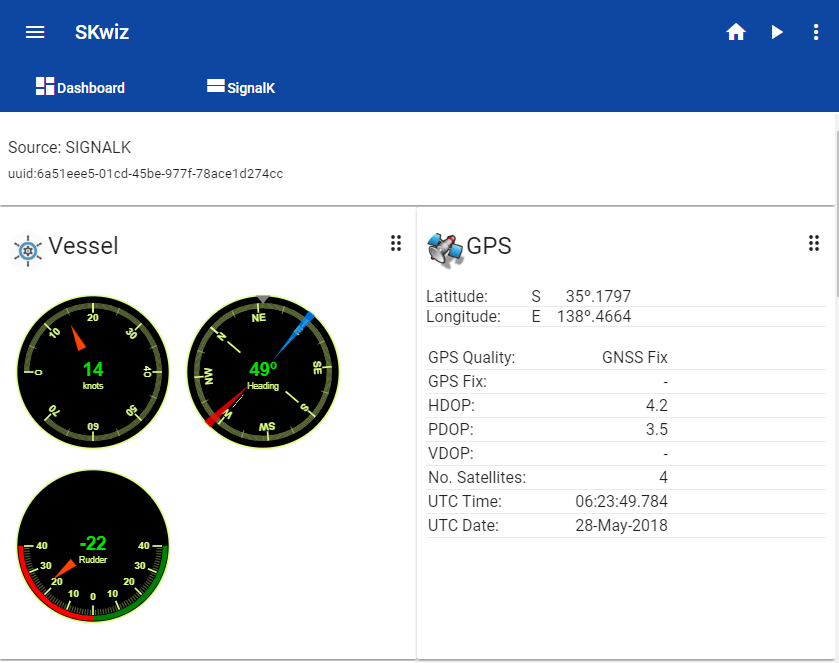 SKwiz
Dashboard SignalK
Source: SIGNALK
uuid:6a51eee5-01cd-45be-977f-78ace1d274cc
Vessel
0 10 20 30 40 50 60 70
14
knots
NE SE S SW W NW N
49º
Heading
-22
Rudder
40 30 20 10 0 10 20 30 40
GPS
Latitude: S 35º.1797
Longitude: E 138º.4664
GPS Quality: GNSS Fix
GPS Fix: -
HDOP: 4.2
PDOP: 3.5
VDOP: -
No. Satellites: 4
UTC Time: 06:23:49.784
UTC Date: 28-May-2018